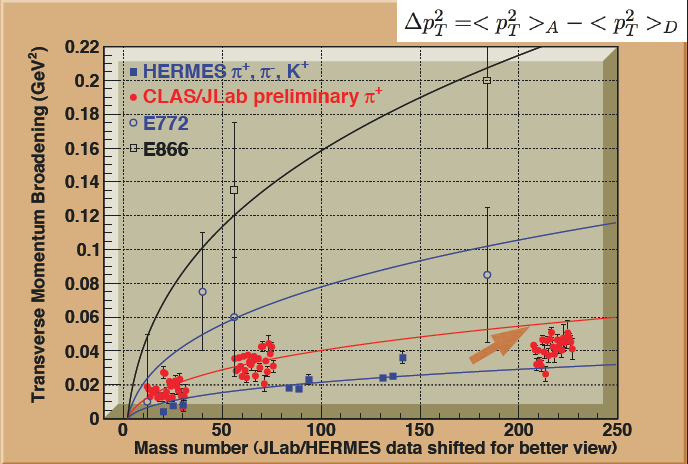 Δp_T^2 =< p_T^2 >_A − < p_T^2 >_D
Transverse Momentum Broadening (GeV²)
0.22
0.2
0.18
0.16
0.14
0.12
0.1
0.08
0.06
0.04
0.02
0
HERMES π⁺, π⁻, K⁺
CLAS/JLab preliminary π⁺
E772
E866
0 50 100 150 200 250
Mass number (JLab/HERMES data shifted for better view)